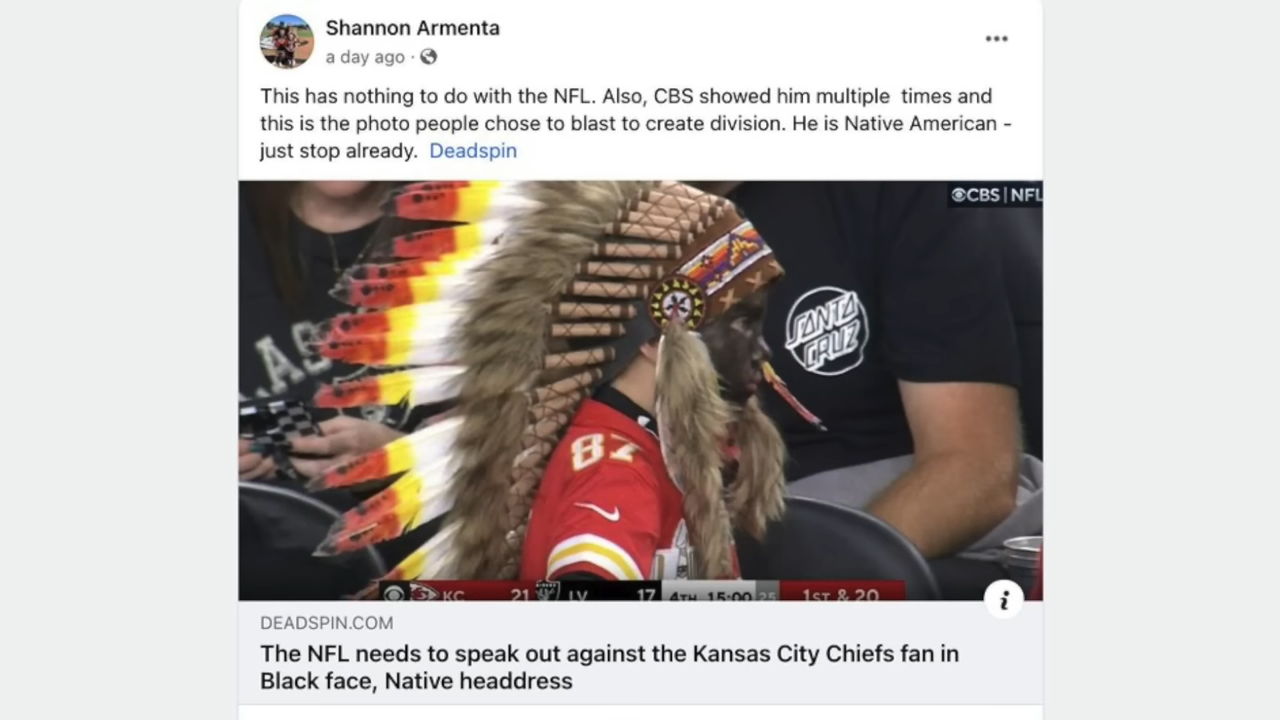 Shannon Armenta
a day ago ·
This has nothing to do with the NFL. Also, CBS showed him multiple  times and
this is the photo people chose to blast to create division. He is Native American -
just stop already.  Deadspin
CBS | NFL
SANTA
CRUZ
87
KC 21 LV 17 4TH 15:00 25 1ST & 20
i
DEADSPIN.COM
The NFL needs to speak out against the Kansas City Chiefs fan in
Black face, Native headdress